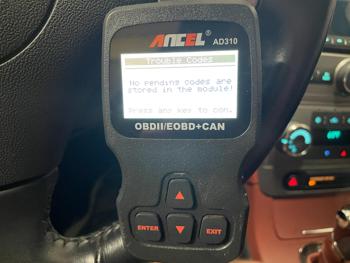 ANCEL AD310
Trouble Codes
No pending codes are
stored in the module!
Press any key to con.
OBDII/EOBD+CAN
ENTER
EXIT
OFF